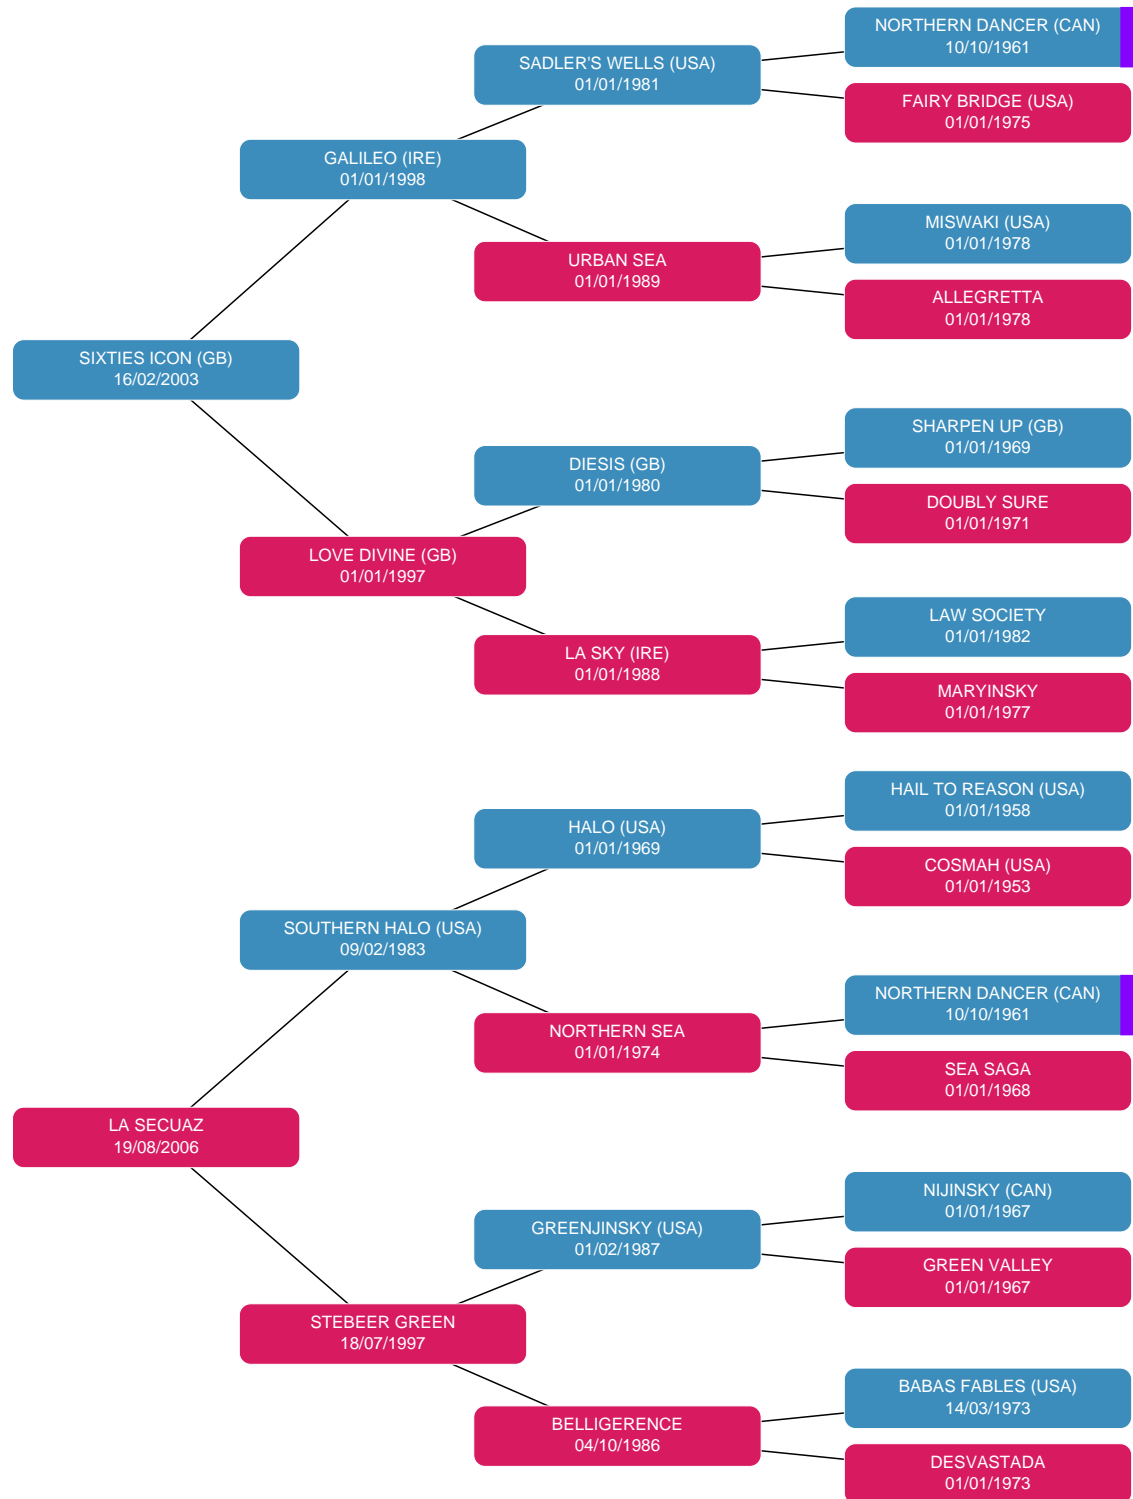 NORTHERN DANCER (CAN)
10/10/1961
SADLER'S WELLS (USA)
01/01/1981
FAIRY BRIDGE (USA)
01/01/1975
GALILEO (IRE)
01/01/1998
MISWAKI (USA)
01/01/1978
URBAN SEA
01/01/1989
ALLEGRETTA
01/01/1978
SIXTIES ICON (GB)
16/02/2003
SHARPEN UP (GB)
01/01/1969
DIESIS (GB)
01/01/1980
DOUBLY SURE
01/01/1971
LOVE DIVINE (GB)
01/01/1997
LAW SOCIETY
01/01/1982
LA SKY (IRE)
01/01/1988
MARYINSKY
01/01/1977
HAIL TO REASON (USA)
01/01/1958
HALO (USA)
01/01/1969
COSMAH (USA)
01/01/1953
SOUTHERN HALO (USA)
09/02/1983
NORTHERN DANCER (CAN)
10/10/1961
NORTHERN SEA
01/01/1974
SEA SAGA
01/01/1968
LA SECUAZ
19/08/2006
NIJINSKY (CAN)
01/01/1967
GREENJINSKY (USA)
01/02/1987
GREEN VALLEY
01/01/1967
STEBEER GREEN
18/07/1997
BABAS FABLES (USA)
14/03/1973
BELLIGERENCE
04/10/1986
DESVASTADA
01/01/1973